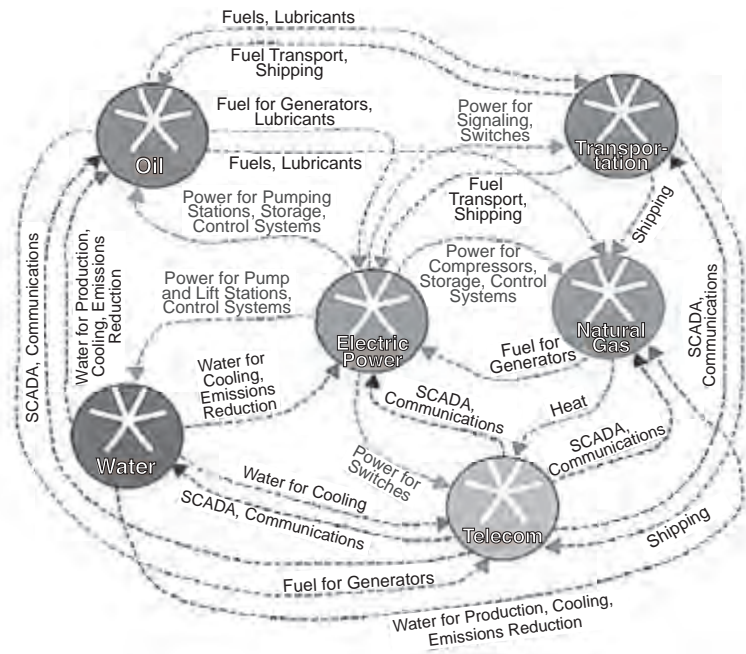 Fuels, Lubricants
Fuel Transport,
Shipping
Fuel for Generators,
Lubricants
Power for
Signaling,
Switches
Oil
Transpor-
tation
Fuels, Lubricants
Fuel
Transport,
Shipping
Shipping
Power for Pumping
Stations, Storage,
Control Systems
Power for
Compressors,
Storage, Control
Systems
SCADA, Communications
Water for Production,
Cooling, Emissions
Reduction
Power for Pump
and Lift Stations,
Control Systems
Electric
Power
Natural
Gas
SCADA,
Communications
Fuel for
Generators
Water for
Cooling,
Emissions
Reduction
SCADA,
Communications
Heat
SCADA,
Communications
Water
Power for
Switches
Water for Cooling
SCADA, Communications
Telecom
Shipping
Fuel for Generators
Water for Production, Cooling,
Emissions Reduction